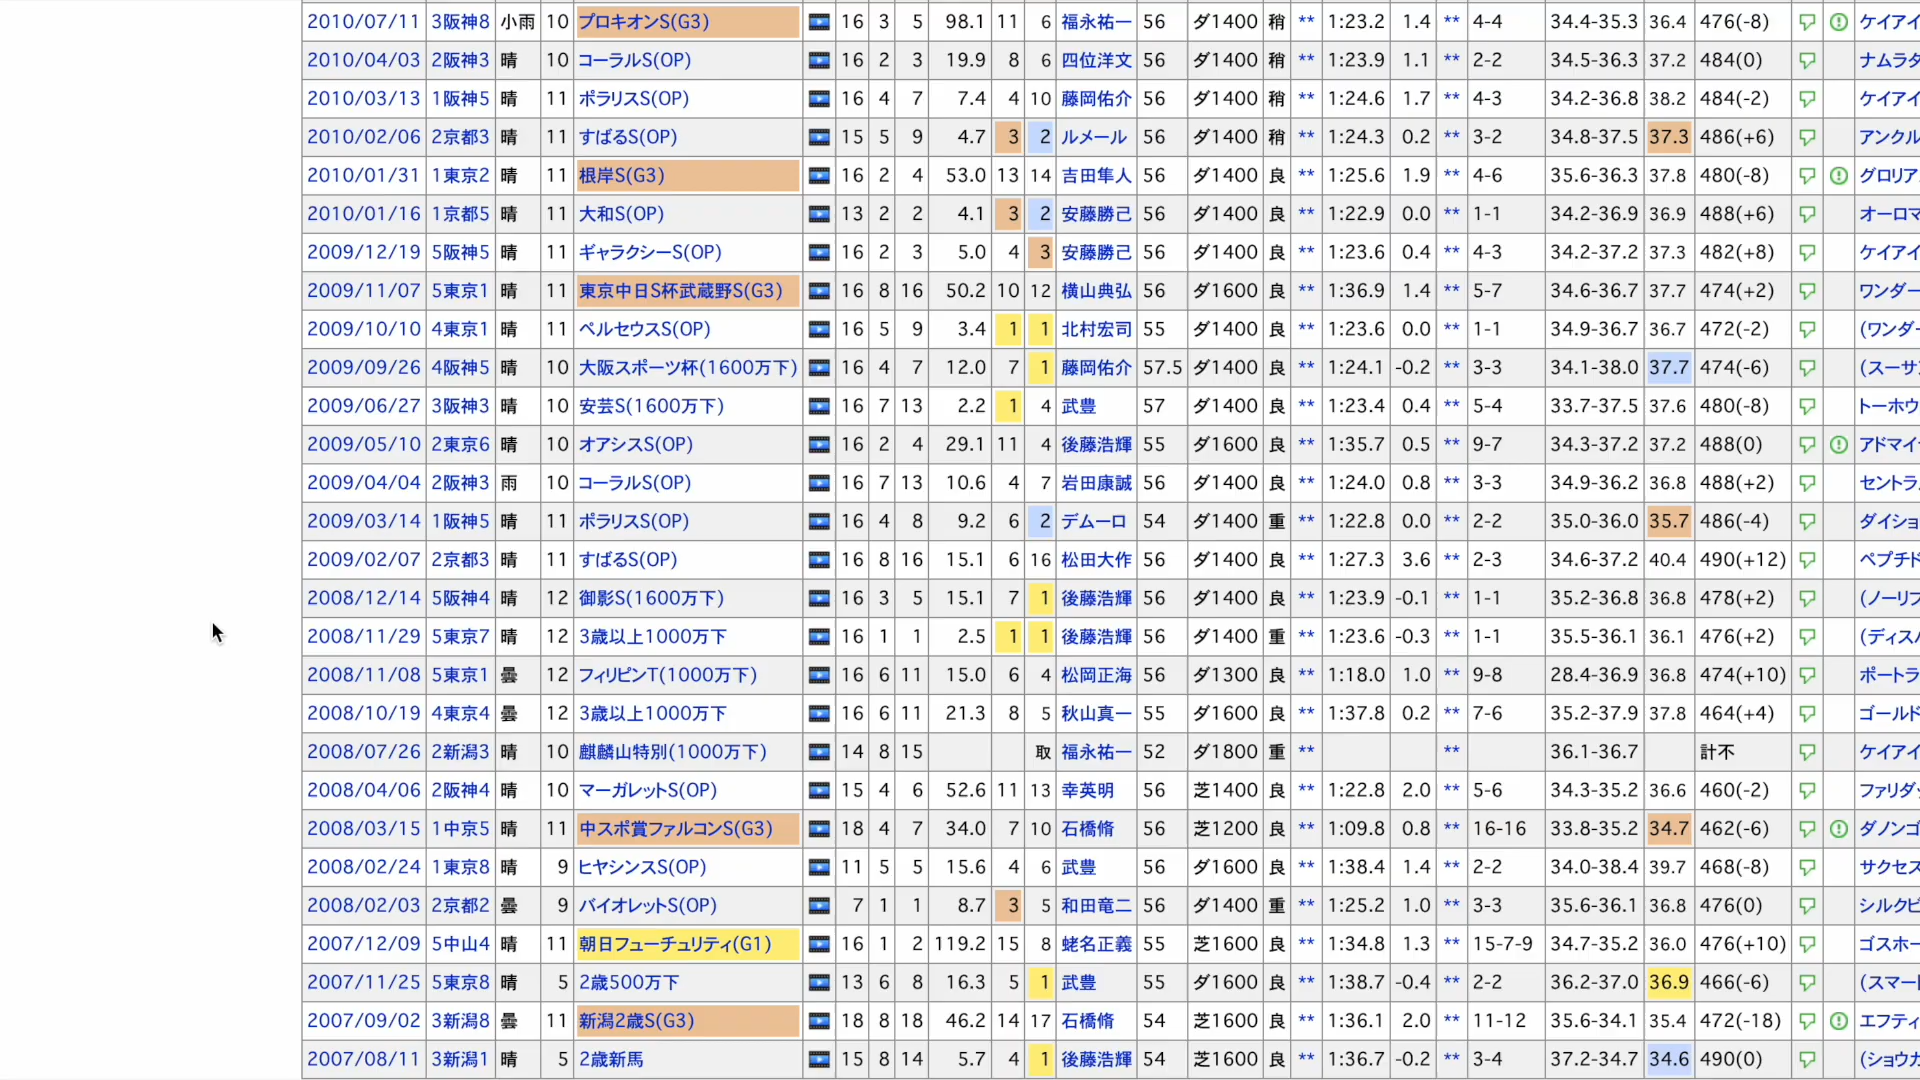 2010/07/11 3阪神8 小雨 10 プロキオンS(G3) 16 3 5 98.1 11 6 福永祐一 56 ダ1400 稍 ** 1:23.2 1.4 ** 4-4 34.4-35.3 36.4 476(-8) ケイアイ
2010/04/03 2阪神3 晴 10 コーラルS(OP) 16 2 3 19.9 8 6 四位洋文 56 ダ1400 稍 ** 1:23.9 1.1 ** 2-2 34.5-36.3 37.2 484(0) ナムラタ
2010/03/13 1阪神5 晴 11 ポラリスS(OP) 16 4 7 7.4 4 10 藤岡佑介 56 ダ1400 稍 ** 1:24.6 1.7 ** 4-3 34.2-36.8 38.2 484(-2) ケイアイ
2010/02/06 2京都3 晴 11 すばるS(OP) 15 5 9 4.7 3 2 ルメール 56 ダ1400 稍 ** 1:24.3 0.2 ** 3-2 34.8-37.5 37.3 486(+6) アンクル
2010/01/31 1東京2 晴 11 根岸S(G3) 16 2 4 53.0 13 14 吉田隼人 56 ダ1400 良 ** 1:25.6 1.9 ** 4-6 35.6-36.3 37.8 480(-8) グロリア
2010/01/16 1京都5 晴 11 大和S(OP) 13 2 2 4.1 3 2 安藤勝己 56 ダ1400 良 ** 1:22.9 0.0 ** 1-1 34.2-36.9 36.9 488(+6) オーロマ
2009/12/19 5阪神5 晴 11 ギャラクシーS(OP) 16 2 3 5.0 4 3 安藤勝己 56 ダ1400 良 ** 1:23.6 0.4 ** 4-3 34.2-37.2 37.3 482(+8) ケイアイ
2009/11/07 5東京1 晴 11 東京中日S杯武蔵野S(G3) 16 8 16 50.2 10 12 横山典弘 56 ダ1600 良 ** 1:36.9 1.4 ** 5-7 34.6-36.7 37.7 474(+2) ワンダー
2009/10/10 4東京1 晴 11 ペルセウスS(OP) 16 5 9 3.4 1 1 北村宏司 55 ダ1400 良 ** 1:23.6 0.0 ** 1-1 34.9-36.7 36.7 472(-2) (ワンダー
2009/09/26 4阪神5 晴 10 大阪スポーツ杯(1600万下) 16 4 7 12.0 7 1 藤岡佑介 57.5 ダ1400 良 ** 1:24.1 -0.2 ** 3-3 34.1-38.0 37.7 474(-6) (スーサ
2009/06/27 3阪神3 晴 10 安芸S(1600万下) 16 7 13 2.2 1 4 武豊 57 ダ1400 良 ** 1:23.4 0.4 ** 5-4 33.7-37.5 37.6 480(-8) トーホウ
2009/05/10 2東京6 晴 10 オアシスS(OP) 16 2 4 29.1 11 4 後藤浩輝 55 ダ1600 良 ** 1:35.7 0.5 ** 9-7 34.3-37.2 37.2 488(0) アドマイ
2009/04/04 2阪神3 雨 10 コーラルS(OP) 16 7 13 10.6 4 7 岩田康誠 56 ダ1400 良 ** 1:24.0 0.8 ** 3-3 34.9-36.2 36.8 488(+2) セントラ
2009/03/14 1阪神5 晴 11 ポラリスS(OP) 16 4 8 9.2 6 2 デムーロ 54 ダ1400 重 ** 1:22.8 0.0 ** 2-2 35.0-36.0 35.7 486(-4) ダイショ
2009/02/07 2京都3 晴 11 すばるS(OP) 16 8 16 15.1 6 16 松田大作 56 ダ1400 良 ** 1:27.3 3.6 ** 2-3 34.6-37.2 40.4 490(+12) ペプチド
2008/12/14 5阪神4 晴 12 御影S(1600万下) 16 3 5 15.1 7 1 後藤浩輝 56 ダ1400 良 ** 1:23.9 -0.1 ** 1-1 35.2-36.8 36.8 478(+2) (ノーリ
2008/11/29 5東京7 晴 12 3歳以上1000万下 16 1 1 2.5 1 1 後藤浩輝 56 ダ1400 重 ** 1:23.6 -0.3 ** 1-1 35.5-36.1 36.1 476(+2) (ディス
2008/11/08 5東京1 曇 12 フィリピンT(1000万下) 16 6 11 15.0 6 4 松岡正海 56 ダ1300 良 ** 1:18.0 1.0 ** 9-8 28.4-36.9 36.8 474(+10) ポートラ
2008/10/19 4東京4 曇 12 3歳以上1000万下 16 6 11 21.3 8 5 秋山真一 55 ダ1600 良 ** 1:37.8 0.2 ** 7-6 35.2-37.9 37.8 464(+4) ゴールド
2008/07/26 2新潟3 晴 10 麒麟山特別(1000万下) 14 8 15 取 福永祐一 52 ダ1800 重 ** ** 36.1-36.7 計不 ケイアイ
2008/04/06 2阪神4 晴 10 マーガレットS(OP) 15 4 6 52.6 11 13 幸英明 56 芝1400 良 ** 1:22.8 2.0 ** 5-6 34.3-35.2 36.6 460(-2) ファリダ
2008/03/15 1中京5 晴 11 中スポ賞ファルコンS(G3) 18 4 7 34.0 7 10 石橋脩 56 芝1200 良 ** 1:09.8 0.8 ** 16-16 33.8-35.2 34.7 462(-6) ダノンゴ
2008/02/24 1東京8 晴 9 ヒヤシンスS(OP) 11 5 5 15.6 4 6 武豊 56 ダ1600 良 ** 1:38.4 1.4 ** 2-2 34.0-38.4 39.7 468(-8) サクセス
2008/02/03 2京都2 曇 9 バイオレットS(OP) 7 1 1 8.7 3 5 和田竜二 56 ダ1400 重 ** 1:25.2 1.0 ** 3-3 35.6-36.1 36.8 476(0) シルクビ
2007/12/09 5中山4 晴 11 朝日フューチュリティ(G1) 16 1 2 119.2 15 8 蛯名正義 55 芝1600 良 ** 1:34.8 1.3 ** 15-7-9 34.7-35.2 36.0 476(+10) ゴスホー
2007/11/25 5東京8 晴 5 2歳500万下 13 6 8 16.3 5 1 武豊 55 ダ1600 良 ** 1:38.7 -0.4 ** 2-2 36.2-37.0 36.9 466(-6) (スマー
2007/09/02 3新潟8 曇 11 新潟2歳S(G3) 18 8 18 46.2 14 17 石橋脩 54 芝1600 良 ** 1:36.1 2.0 ** 11-12 35.6-34.1 35.4 472(-18) エフティ
2007/08/11 3新潟1 晴 5 2歳新馬 15 8 14 5.7 4 1 後藤浩輝 54 芝1600 良 ** 1:36.7 -0.2 ** 3-4 37.2-34.7 34.6 490(0) (ショウ